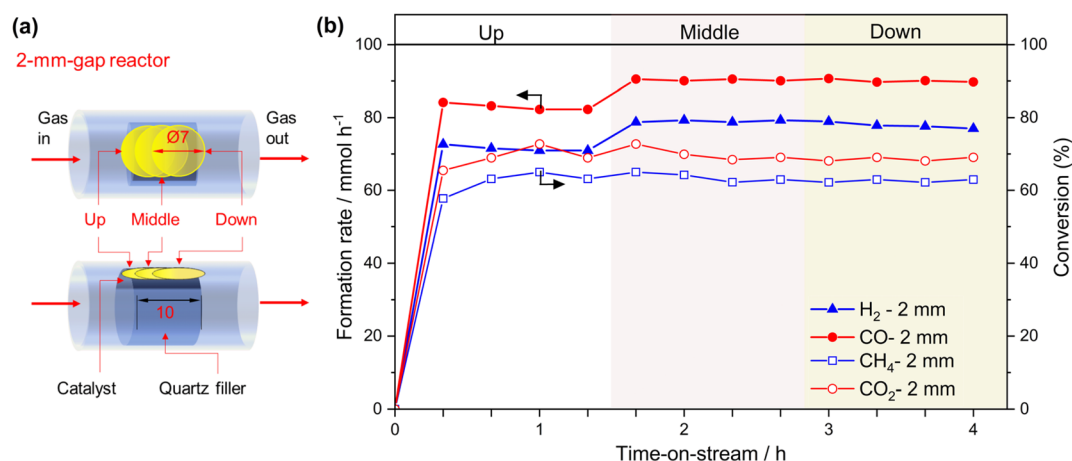 (a)
2-mm-gap reactor
Gas in
Gas out
Ø7
Up Middle Down
10
Catalyst Quartz filler
(b)
Up Middle Down
100
80
60
40
20
0
Formation rate / mmol h⁻¹
100
80
60
40
20
0
Conversion (%)
H₂ - 2 mm
CO- 2 mm
CH₄- 2 mm
CO₂- 2 mm
0 1 2 3 4
Time-on-stream / h